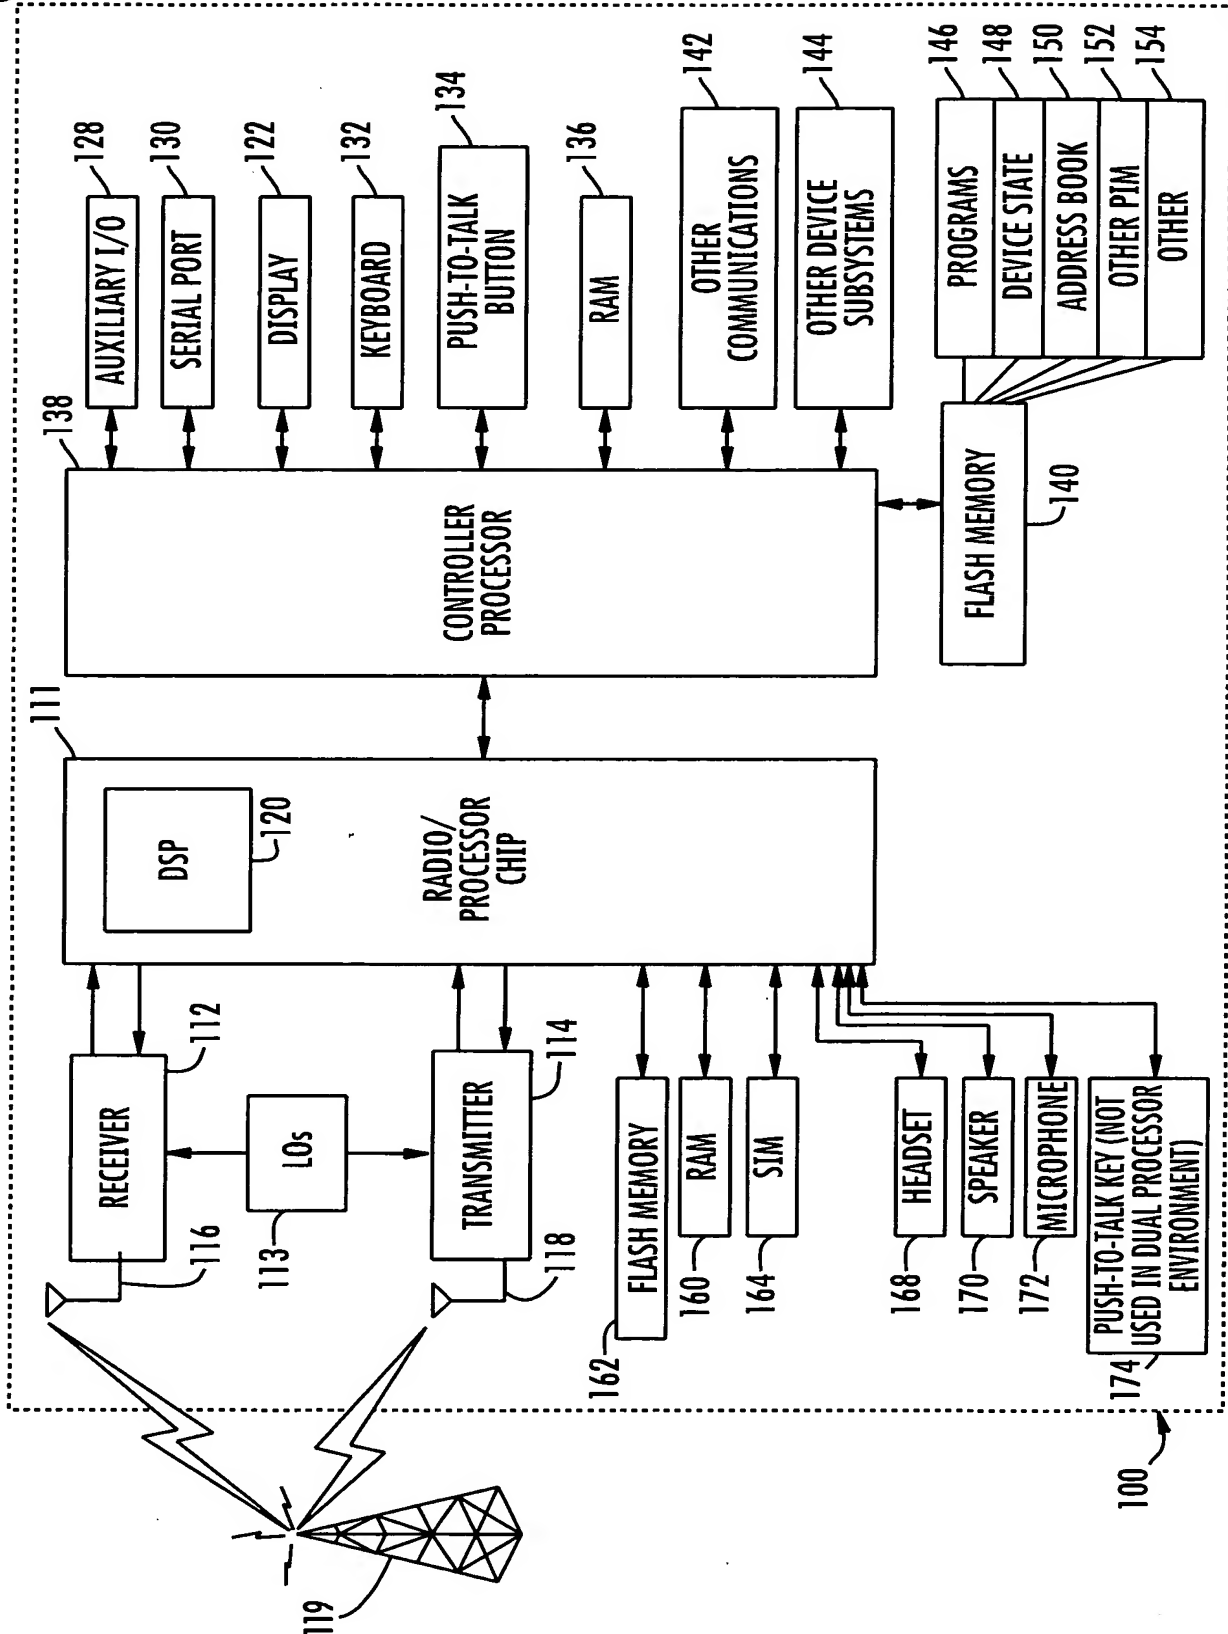 119
100
116
RECEIVER
112
113
LOs
118
TRANSMITTER
114
162
FLASH MEMORY
160
RAM
164
SIM
168
HEADSET
170
SPEAKER
172
MICROPHONE
174
PUSH-TO-TALK KEY (NOT
USED IN DUAL PROCESSOR
ENVIRONMENT)
111
DSP
120
RADIO/
PROCESSOR
CHIP
138
CONTROLLER
PROCESSOR
AUXILIARY I/O
128
SERIAL PORT
130
DISPLAY
122
KEYBOARD
132
PUSH-TO-TALK
BUTTON
134
RAM
136
OTHER
COMMUNICATIONS
142
OTHER DEVICE
SUBSYSTEMS
144
FLASH MEMORY
140
PROGRAMS
146
DEVICE STATE
148
ADDRESS BOOK
150
OTHER PIM
152
OTHER
154